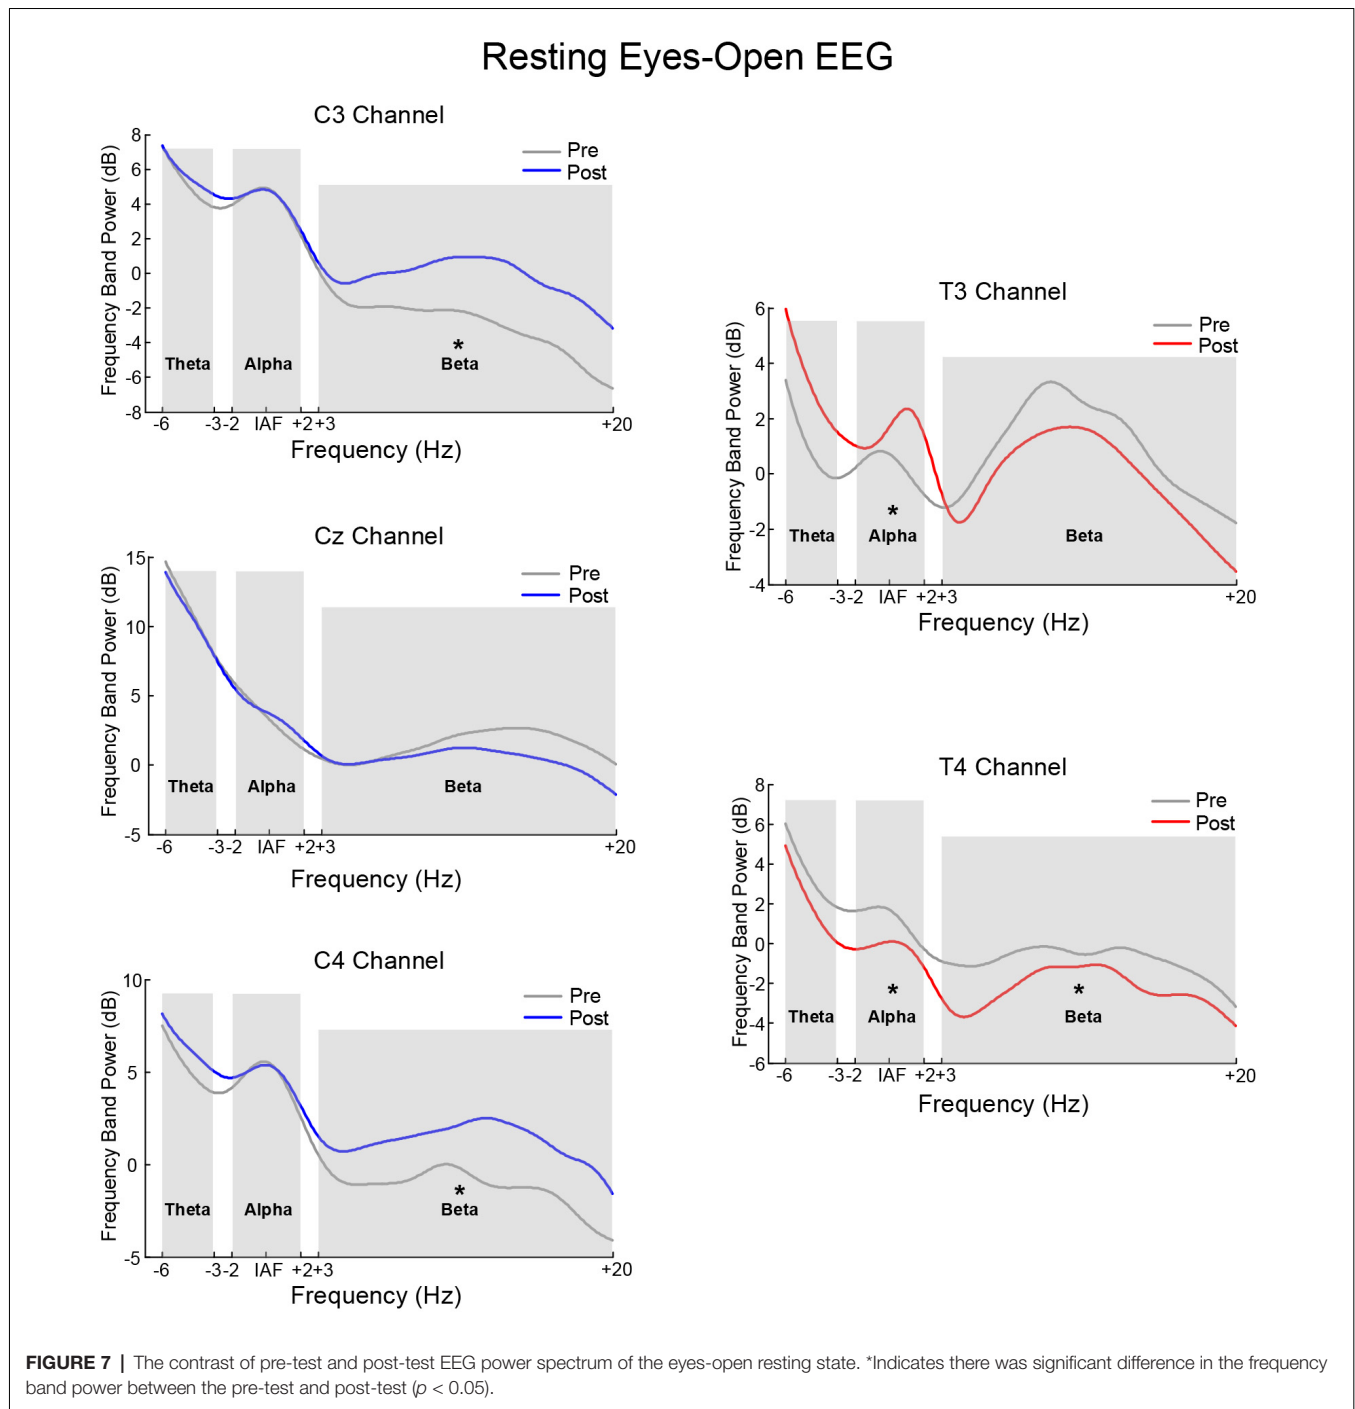 Resting Eyes-Open EEG
C3 Channel
Frequency Band Power (dB)
8
6
4
2
0
-2
-4
-6
-8
Pre
Post
*
Theta
Alpha
Beta
-6
-3
-2
IAF
+2
+3
+20
Frequency (Hz)
Cz Channel
Frequency Band Power (dB)
15
10
5
0
-5
Pre
Post
Theta
Alpha
Beta
-6
-3
-2
IAF
+2
+3
+20
Frequency (Hz)
C4 Channel
Frequency Band Power (dB)
10
5
0
-5
Pre
Post
*
Theta
Alpha
Beta
-6
-3
-2
IAF
+2
+3
+20
Frequency (Hz)
T3 Channel
Frequency Band Power (dB)
6
4
2
0
-2
-4
Pre
Post
*
Theta
Alpha
Beta
-6
-3
-2
IAF
+2
+3
+20
Frequency (Hz)
T4 Channel
Frequency Band Power (dB)
8
6
4
2
0
-2
-4
-6
Pre
Post
*
*
Theta
Alpha
Beta
-6
-3
-2
IAF
+2
+3
+20
Frequency (Hz)
FIGURE 7 | The contrast of pre-test and post-test EEG power spectrum of the eyes-open resting state. *Indicates there was significant difference in the frequency
band power between the pre-test and post-test (p < 0.05).